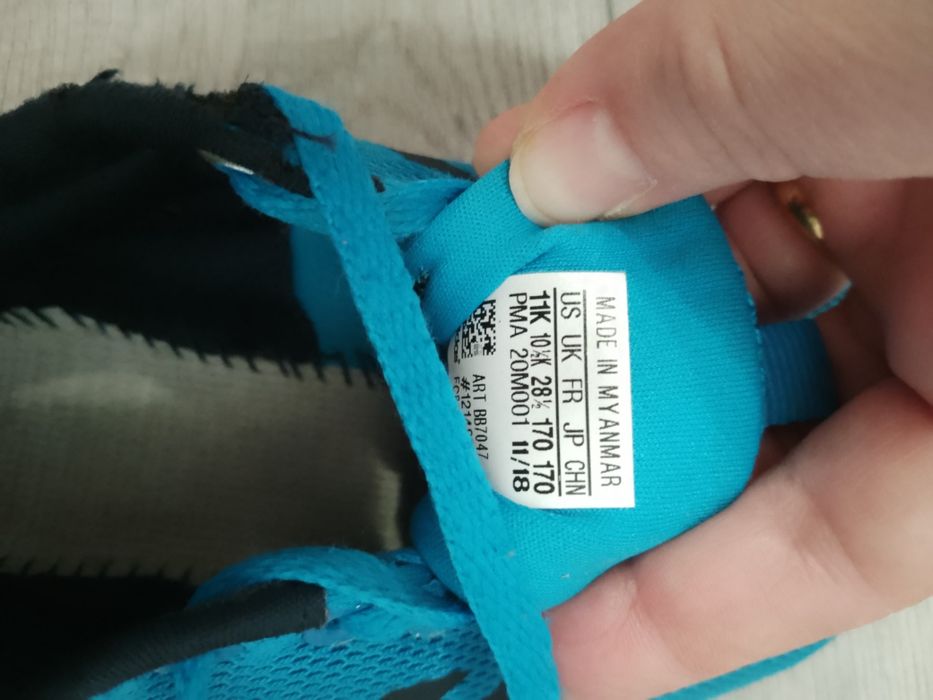 MADE IN MYANMAR
US UK FR JP CHN
11K 10½K 28½ 170 170
PMA 20M001 11/18
ART BB7047